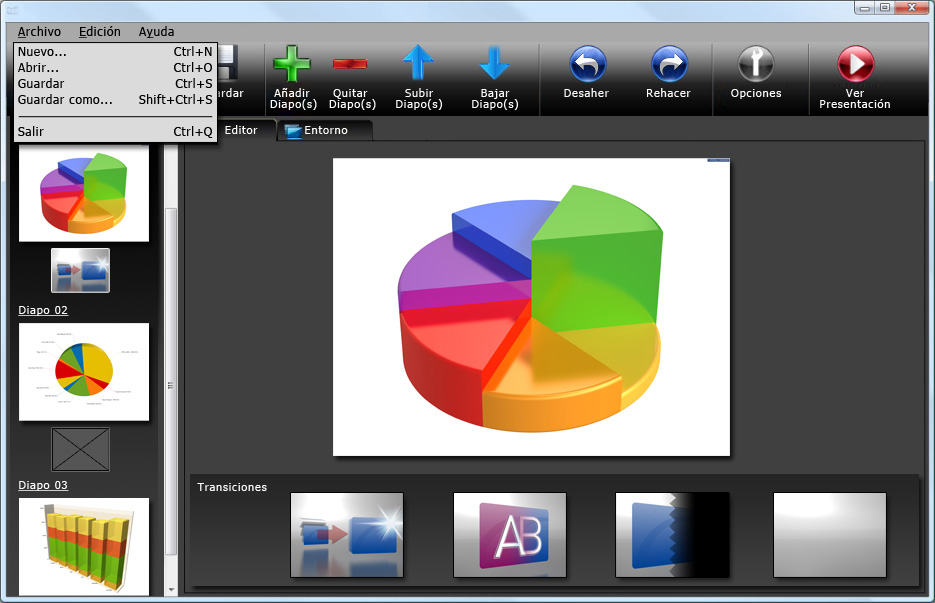 Archivo Edición Ayuda
Nuevo... Ctrl+N
Abrir... Ctrl+O
Guardar Ctrl+S
Guardar como... Shift+Ctrl+S
Salir Ctrl+Q
rdar
Añadir
Diapo(s)
Quitar
Diapo(s)
Subir
Diapo(s)
Bajar
Diapo(s)
Desaher
Rehacer
Opciones
Ver
Presentación
Editor
Entorno
Diapo 02
Diapo 03
Transiciones
AB